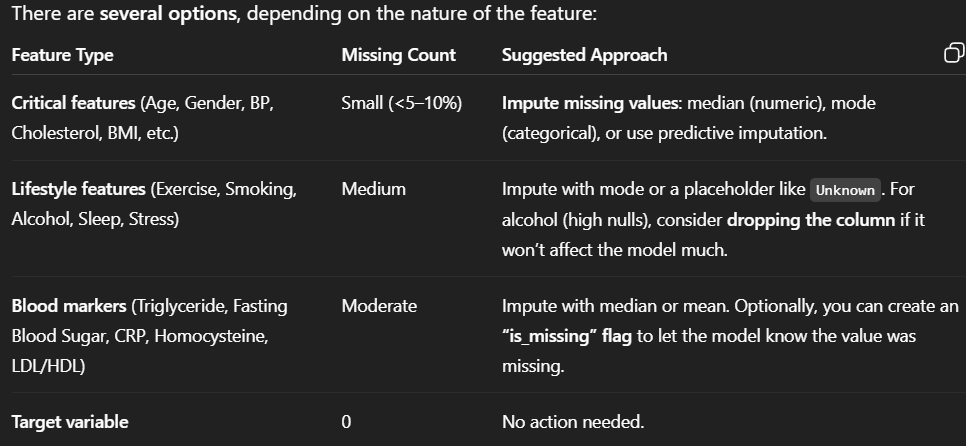 There are several options, depending on the nature of the feature:
Feature Type Missing Count Suggested Approach
Critical features (Age, Gender, BP, Small (<5–10%) Impute missing values: median (numeric), mode
Cholesterol, BMI, etc.) (categorical), or use predictive imputation.
Lifestyle features (Exercise, Smoking, Medium Impute with mode or a placeholder like Unknown. For
Alcohol, Sleep, Stress) alcohol (high nulls), consider dropping the column if it
won’t affect the model much.
Blood markers (Triglyceride, Fasting Moderate Impute with median or mean. Optionally, you can create an
Blood Sugar, CRP, Homocysteine, “is_missing” flag to let the model know the value was
LDL/HDL) missing.
Target variable 0 No action needed.